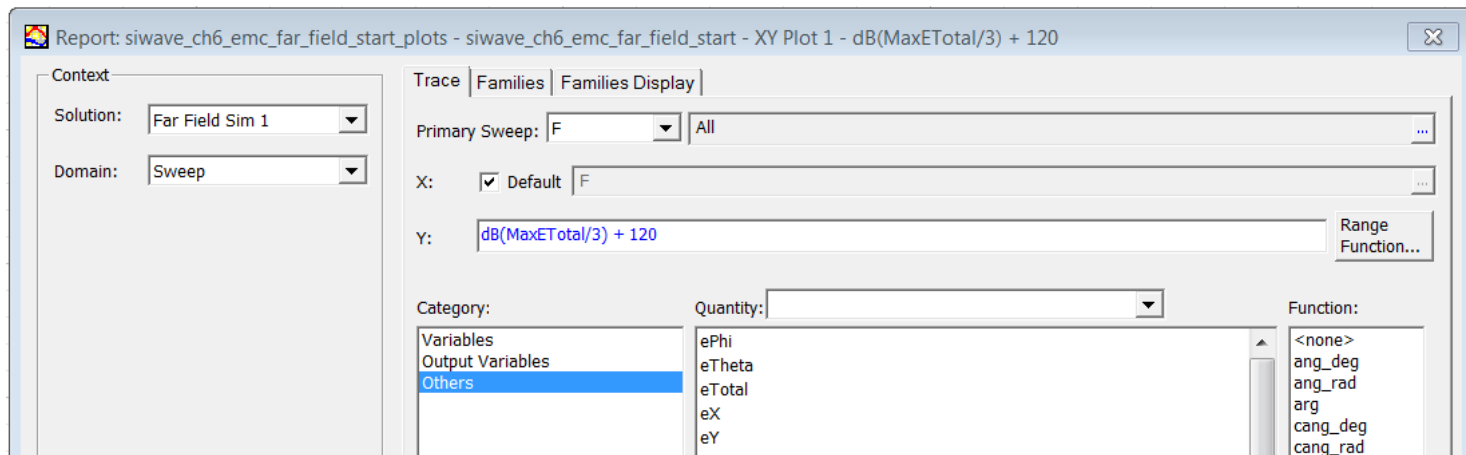 Report: siwave_ch6_emc_far_field_start_plots - siwave_ch6_emc_far_field_start - XY Plot 1 - dB(MaxETotal/3) + 120
Context
Solution: Far Field Sim 1
Domain: Sweep
Trace Families Families Display
Primary Sweep: F All ...
X: Default F ...
Y: dB(MaxETotal/3) + 120
Range
Function...
Category:
Variables
Output Variables
Others
Quantity:
ePhi
eTheta
eTotal
eX
eY
Function:
<none>
ang_deg
ang_rad
arg
cang_deg
cang_rad